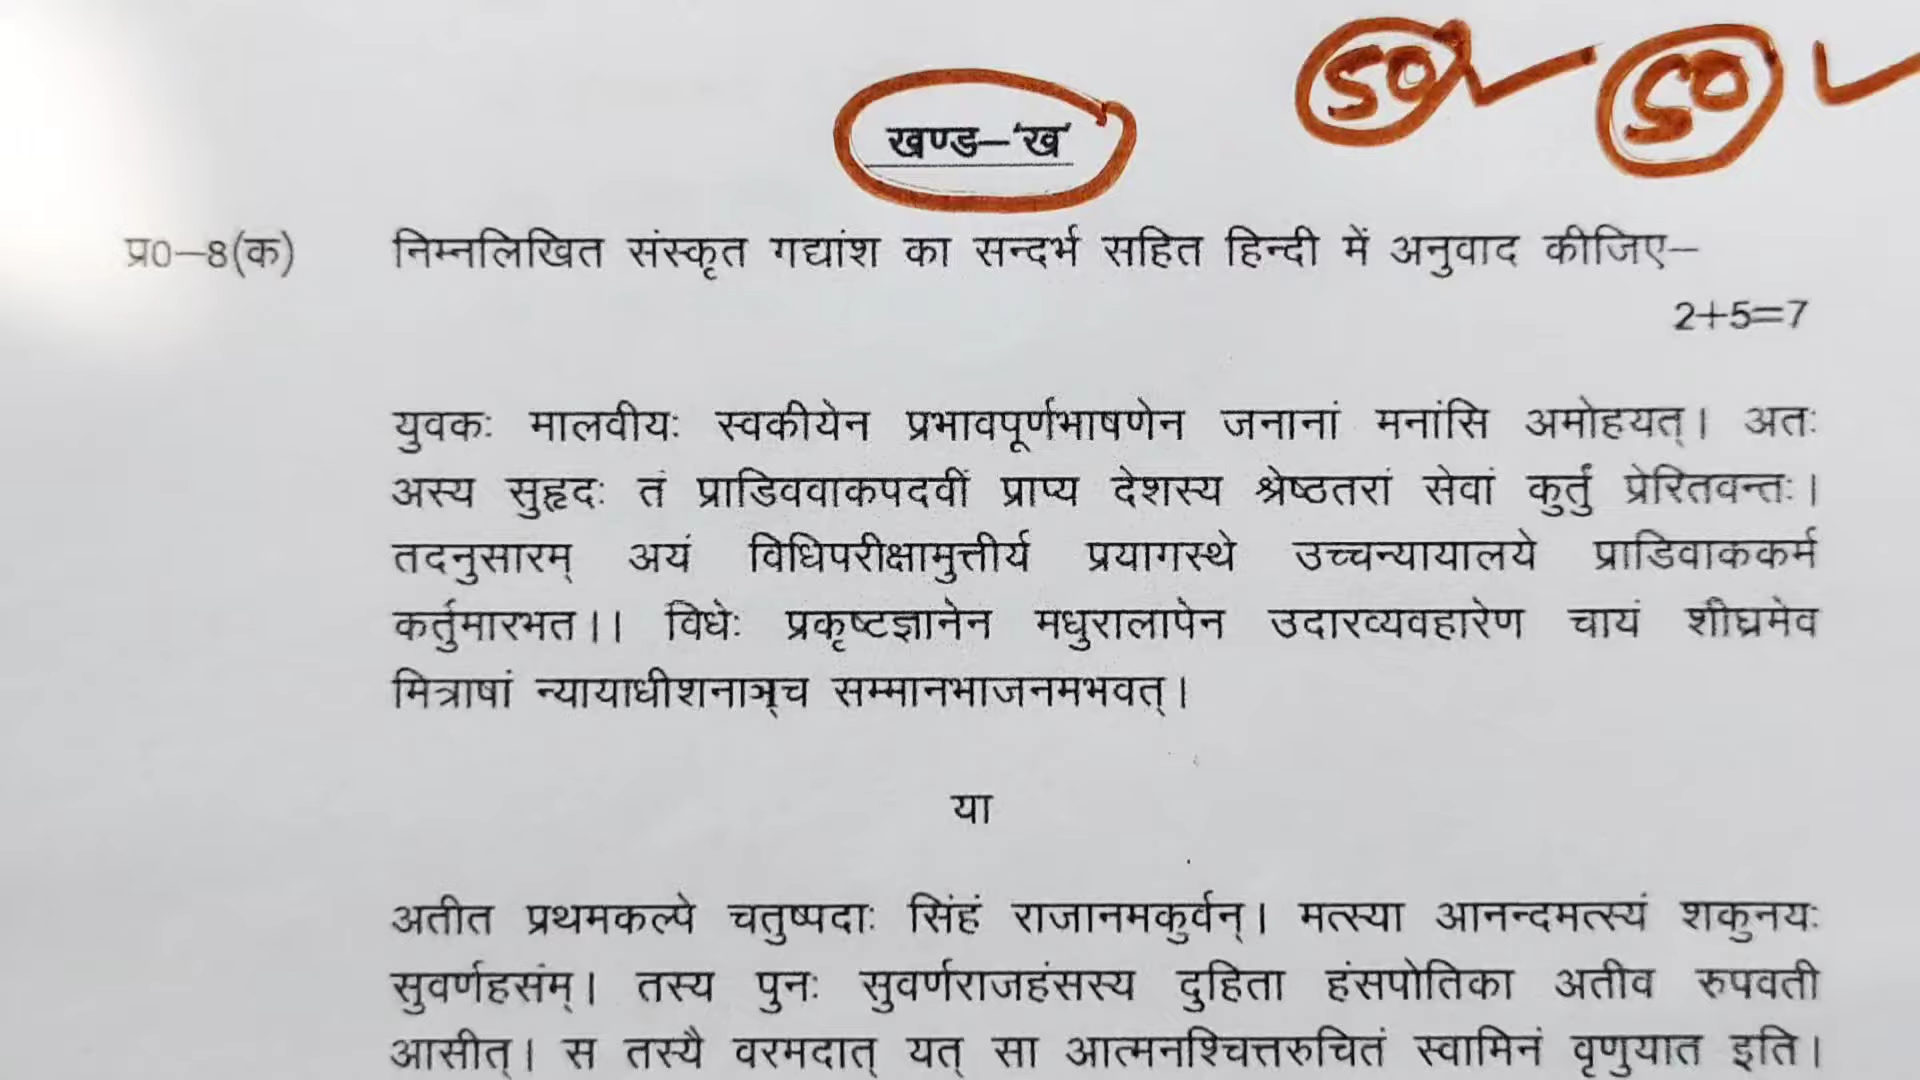 50 50
खण्ड–'ख'
प्र0–8(क) निम्नलिखित संस्कृत गद्यांश का सन्दर्भ सहित हिन्दी में अनुवाद कीजिए–
2+5=7
युवकः मालवीयः स्वकीयेन प्रभावपूर्णभाषणेन जनानां मनांसि अमोहयत्। अतः
अस्य सुहृदः तं प्राडिववाकपदवीं प्राप्य देशस्य श्रेष्ठतरां सेवां कुर्तुं प्रेरितवन्तः।
तदनुसारम् अयं विधिपरीक्षामुत्तीर्य प्रयागस्थे उच्चन्यायालये प्राडिवाककर्म
कर्तुमारभत।। विधेः प्रकृष्टज्ञानेन मधुरालापेन उदारव्यवहारेण चायं शीघ्रमेव
मित्राषां न्यायाधीशनाञ्च सम्मानभाजनमभवत्।
या
अतीत प्रथमकल्पे चतुष्पदाः सिंहं राजानमकुर्वन्। मत्स्या आनन्दमत्स्यं शकुनयः
सुवर्णहसंम्। तस्य पुनः सुवर्णराजहंसस्य दुहिता हंसपोतिका अतीव रुपवती
आसीत्। स तस्यै वरमदात् यत् सा आत्मनश्चित्तरुचितं स्वामिनं वृणुयात इति।